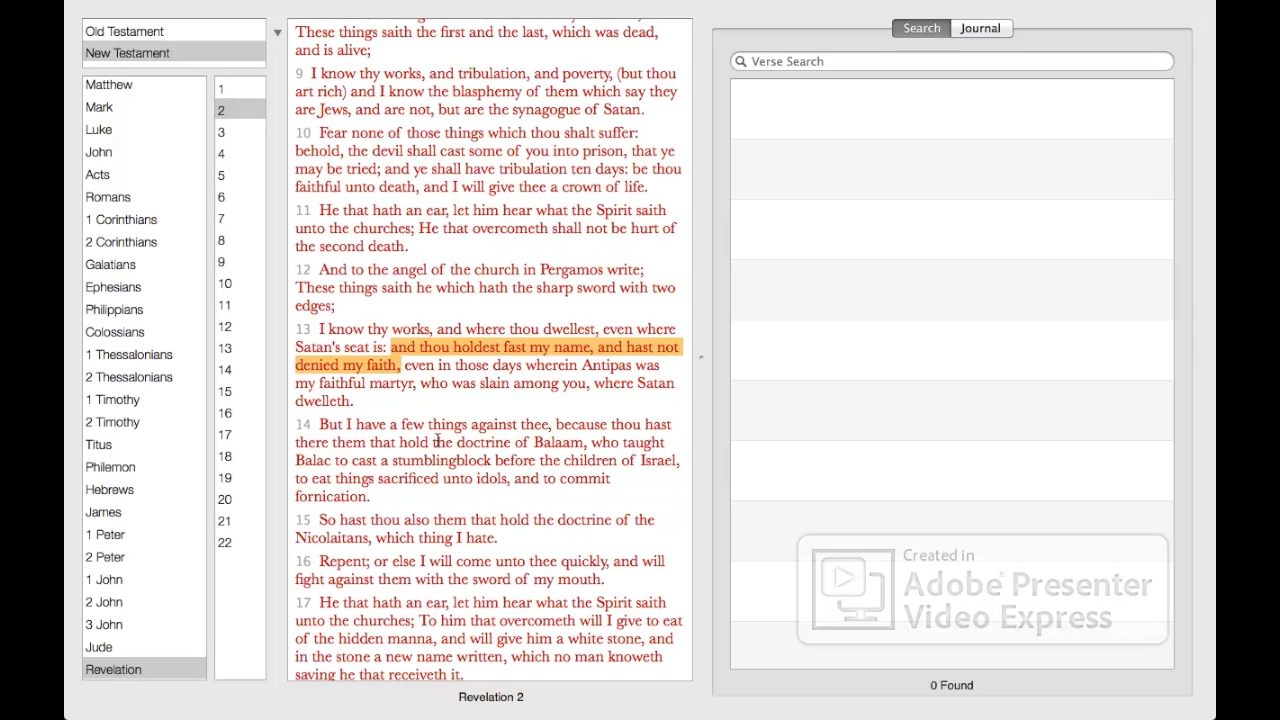 Old Testament
New Testament
Matthew
Mark
Luke
John
Acts
Romans
1 Corinthians
2 Corinthians
Galatians
Ephesians
Philippians
Colossians
1 Thessalonians
2 Thessalonians
1 Timothy
2 Timothy
Titus
Philemon
Hebrews
James
1 Peter
2 Peter
1 John
2 John
3 John
Jude
Revelation
1
2
3
4
5
6
7
8
9
10
11
12
13
14
15
16
17
18
19
20
21
22
These things saith the first and the last, which was dead,
and is alive;
9 I know thy works, and tribulation, and poverty, (but thou
art rich) and I know the blasphemy of them which say they
are Jews, and are not, but are the synagogue of Satan.
10 Fear none of those things which thou shalt suffer:
behold, the devil shall cast some of you into prison, that ye
may be tried; and ye shall have tribulation ten days: be thou
faithful unto death, and I will give thee a crown of life.
11 He that hath an ear, let him hear what the Spirit saith
unto the churches; He that overcometh shall not be hurt of
the second death.
12 And to the angel of the church in Pergamos write;
These things saith he which hath the sharp sword with two
edges;
13 I know thy works, and where thou dwellest, even where
Satan's seat is: and thou holdest fast my name, and hast not
denied my faith, even in those days wherein Antipas was
my faithful martyr, who was slain among you, where Satan
dwelleth.
14 But I have a few things against thee, because thou hast
there them that hold the doctrine of Balaam, who taught
Balac to cast a stumblingblock before the children of Israel,
to eat things sacrificed unto idols, and to commit
fornication.
15 So hast thou also them that hold the doctrine of the
Nicolaitans, which thing I hate.
16 Repent; or else I will come unto thee quickly, and will
fight against them with the sword of my mouth.
17 He that hath an ear, let him hear what the Spirit saith
unto the churches; To him that overcometh will I give to eat
of the hidden manna, and will give him a white stone, and
in the stone a new name written, which no man knoweth
saving he that receiveth it.
Revelation 2
Search Journal
Verse Search
Created in
Adobe Presenter
Video Express
0 Found